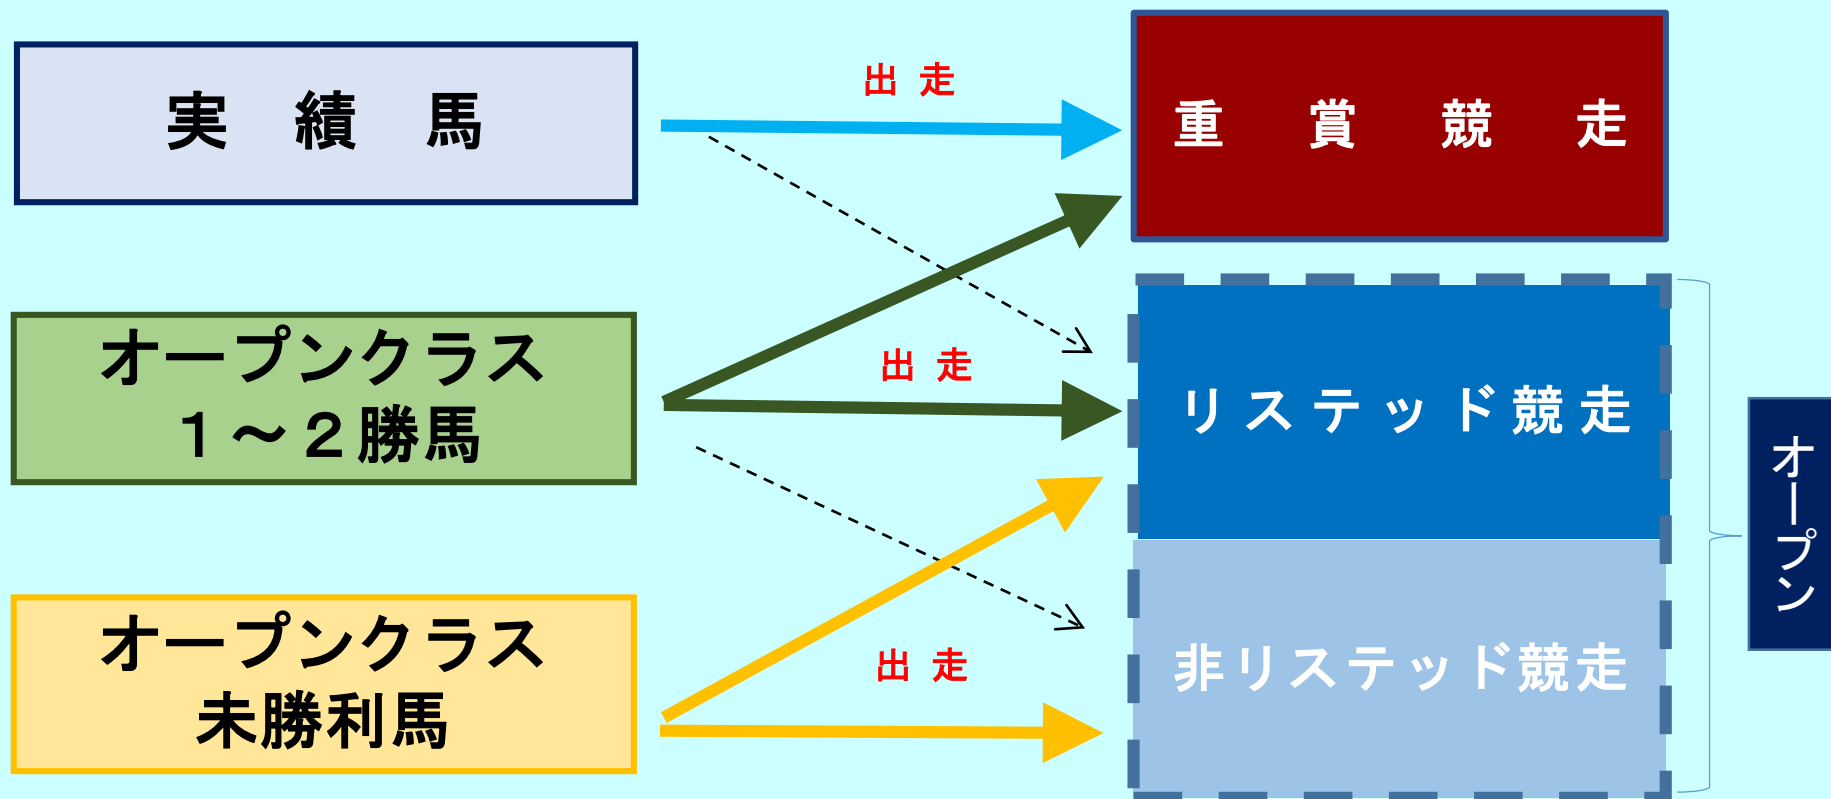 実　績　馬
出 走
重　賞　競　走
オープンクラス
１～２勝馬
出 走
リステッド競走
オープンクラス
未勝利馬
出 走
非リステッド競走
オープン